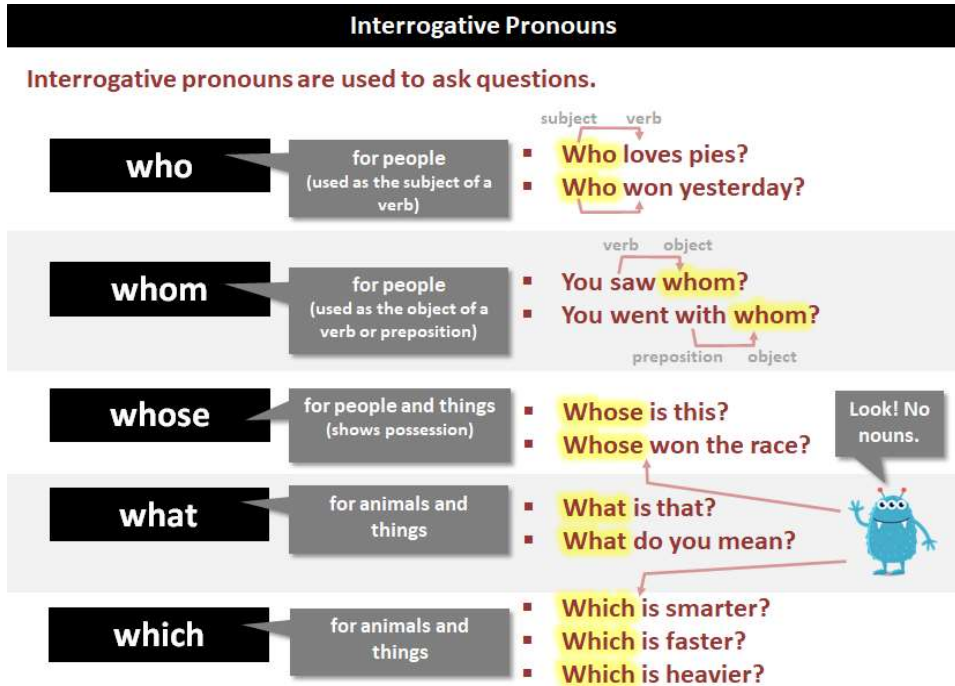 Interrogative Pronouns
Interrogative pronouns are used to ask questions.
who
for people
(used as the subject of a
verb)
subject verb
▪ Who loves pies?
▪ Who won yesterday?
whom
for people
(used as the object of a
verb or preposition)
verb object
▪ You saw whom?
▪ You went with whom?
preposition object
whose
for people and things
(shows possession)
▪ Whose is this?
▪ Whose won the race?
Look! No
nouns.
what
for animals and
things
▪ What is that?
▪ What do you mean?
which
for animals and
things
▪ Which is smarter?
▪ Which is faster?
▪ Which is heavier?